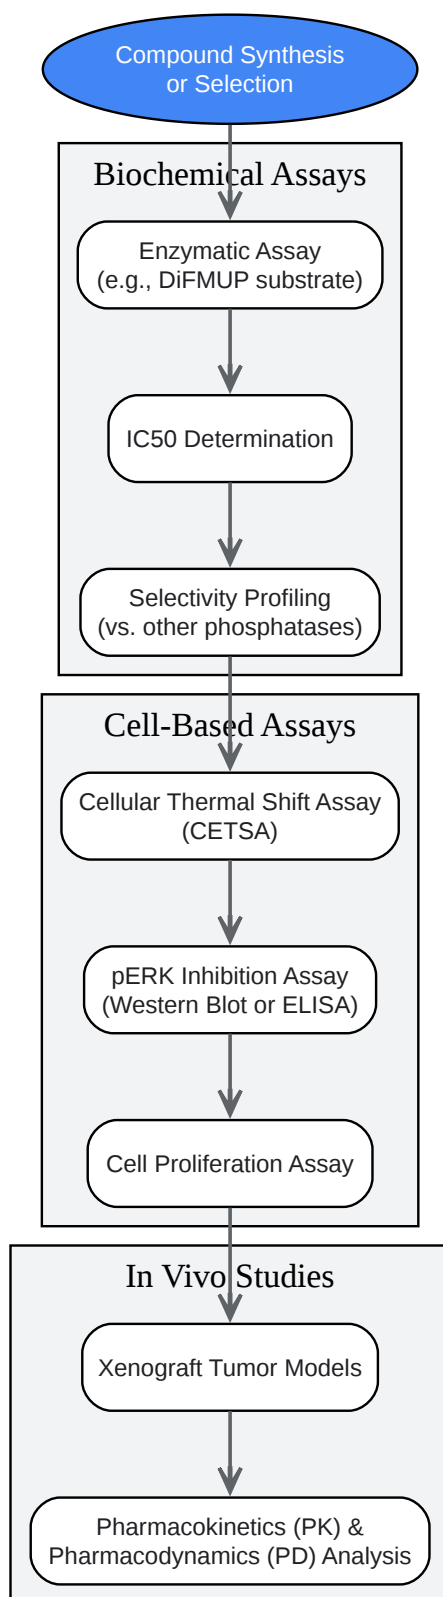 Compound Synthesis
or Selection
Biochemical Assays
Enzymatic Assay
(e.g., DiFMUP substrate)
IC50 Determination
Selectivity Profiling
(vs. other phosphatases)
Cell-Based Assays
Cellular Thermal Shift Assay
(CETSA)
pERK Inhibition Assay
(Western Blot or ELISA)
Cell Proliferation Assay
In Vivo Studies
Xenograft Tumor Models
Pharmacokinetics (PK) &
Pharmacodynamics (PD) Analysis